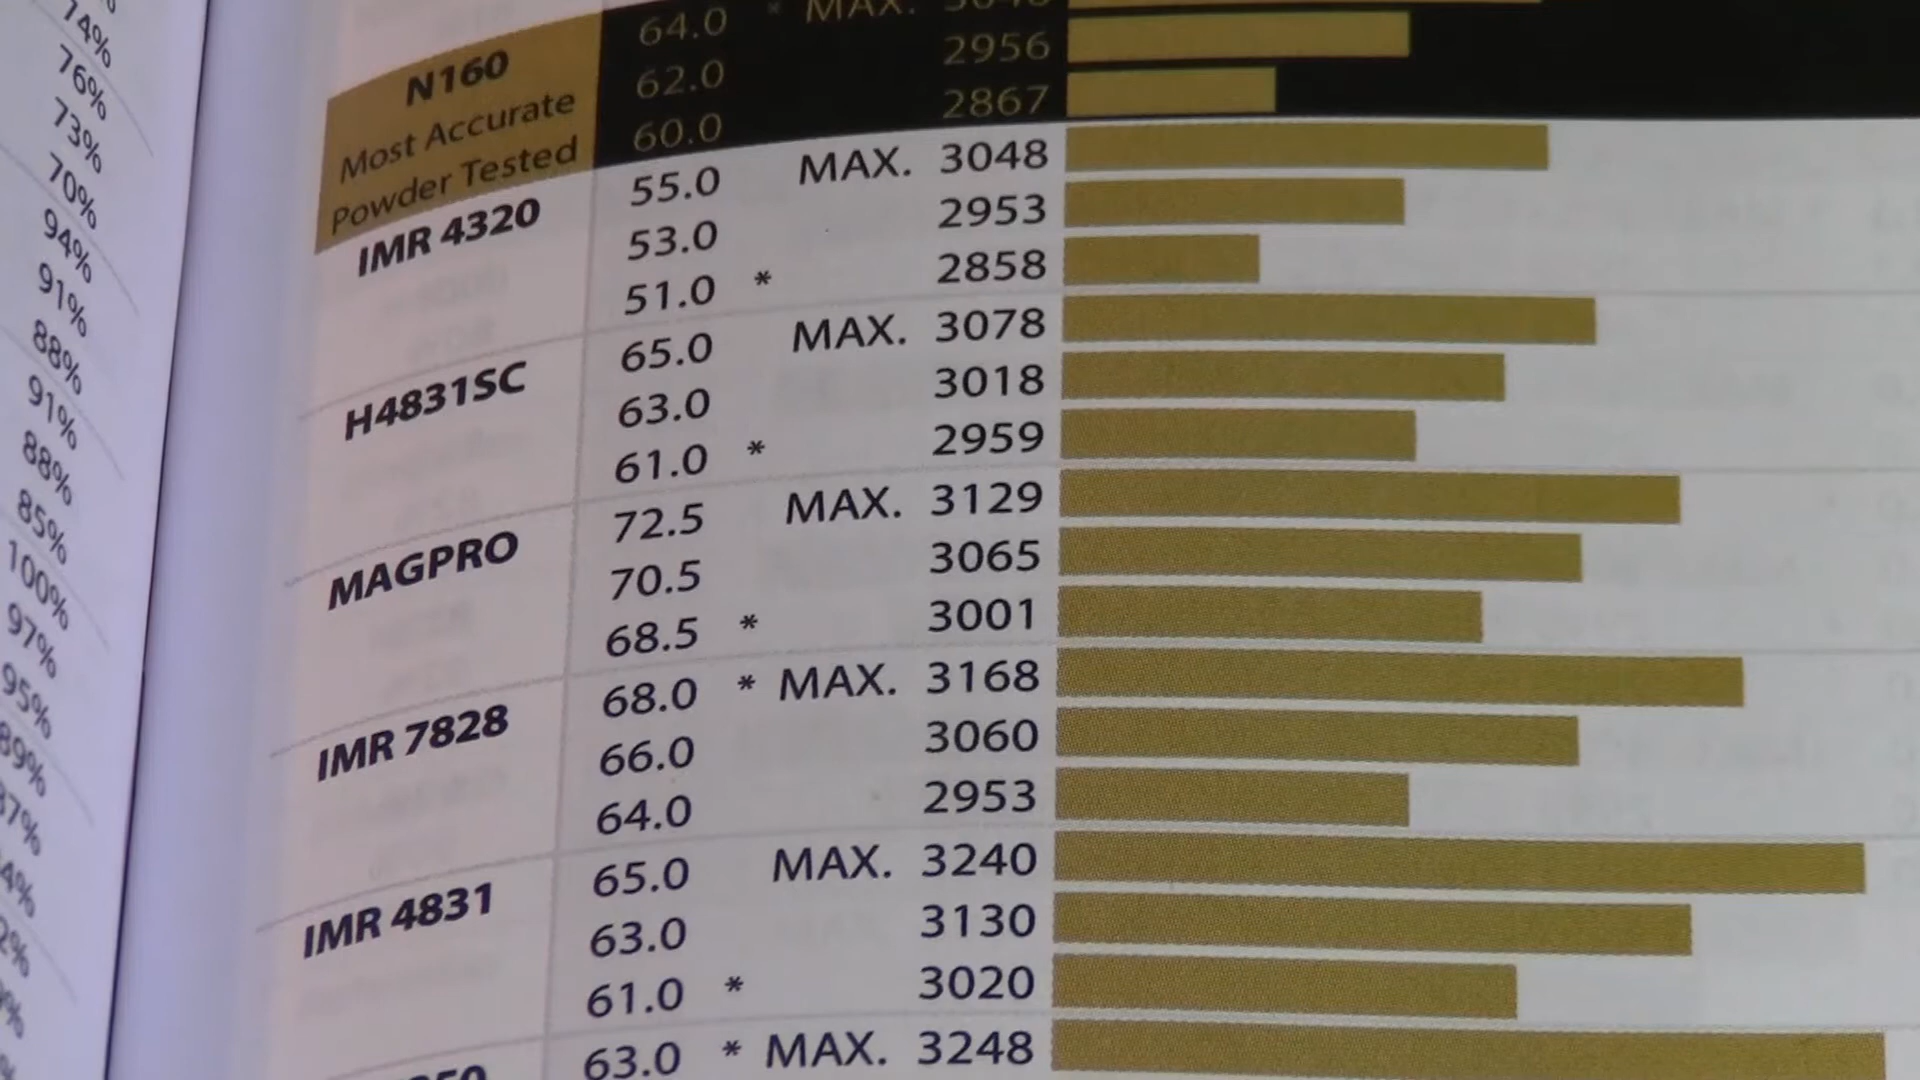 74%
76%
73%
70%
94%
91%
88%
91%
88%
85%
100%
97%
95%
89%
N160
Most Accurate
Powder Tested
64.0 * MAX.
62.0 2956
60.0 2867
IMR 4320
55.0 MAX. 3048
53.0 2953
51.0 * 2858
H4831SC
65.0 MAX. 3078
63.0 3018
61.0 * 2959
MAGPRO
72.5 MAX. 3129
70.5 3065
68.5 * 3001
IMR 7828
68.0 * MAX. 3168
66.0 3060
64.0 2953
IMR 4831
65.0 MAX. 3240
63.0 3130
61.0 * 3020
63.0 * MAX. 3248